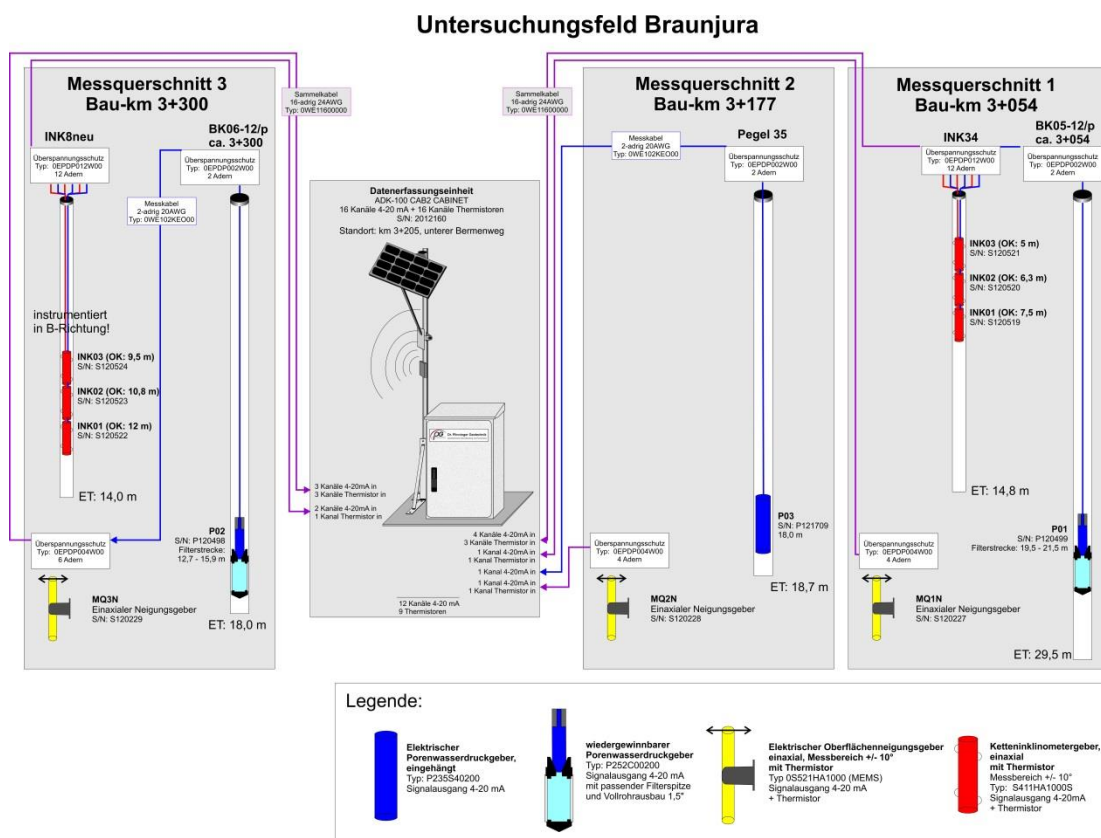 Untersuchungsfeld Braunjura
Messquerschnitt 3
Bau-km 3+300
INK8neu
BK06-12/p
ca. 3+300
Überspannungsschutz
Typ: 0EPDP012W00
12 Adern
Überspannungsschutz
Typ: 0EPDP002W00
2 Adern
Messkabel
2-adrig 20AWG
Typ: 0WE102KEO00
instrumentiert
in B-Richtung!
INK03 (OK: 9,5 m)
S/N: S120524
INK02 (OK: 10,8 m)
S/N: S120523
INK01 (OK: 12 m)
S/N: S120522
ET: 14,0 m
P02
S/N: P120498
Filterstrecke:
12,7 - 15,9 m
Überspannungsschutz
Typ: 0EPDP004W00
6 Adern
MQ3N
Einaxialer Neigungsgeber
S/N: S120229
ET: 18,0 m
Sammelkabel
16-adrig 24AWG
Typ: 0WE11600000
Sammelkabel
16-adrig 24AWG
Typ: 0WE11600000
Datenerfassungseinheit
ADK-100 CAB2 CABINET
16 Kanäle 4-20 mA + 16 Kanäle Thermistoren
S/N: 2012160
Standort: km 3+205, unterer Bermenweg
3 Kanäle 4-20mA in
3 Kanäle Thermistor in
2 Kanäle 4-20mA in
1 Kanal Thermistor in
4 Kanäle 4-20mA in
3 Kanäle Thermistor in
1 Kanal 4-20mA in
1 Kanal Thermistor in
1 Kanal 4-20mA in
1 Kanal 4-20mA in
1 Kanal Thermistor in
12 Kanäle 4-20 mA
9 Thermistoren
Messquerschnitt 2
Bau-km 3+177
Messkabel
2-adrig 20AWG
Typ: 0WE102KEO00
Pegel 35
Überspannungsschutz
Typ: 0EPDP002W00
2 Adern
P03
S/N: P121709
18,0 m
Überspannungsschutz
Typ: 0EPDP004W00
4 Adern
MQ2N
Einaxialer Neigungsgeber
S/N: S120228
ET: 18,7 m
Messquerschnitt 1
Bau-km 3+054
INK34
BK05-12/p
ca. 3+054
Überspannungsschutz
Typ: 0EPDP012W00
12 Adern
Überspannungsschutz
Typ: 0EPDP002W00
2 Adern
INK03 (OK: 5 m)
S/N: S120521
INK02 (OK: 6,3 m)
S/N: S120520
INK01 (OK: 7,5 m)
S/N: S120519
ET: 14,8 m
P01
S/N: P120499
Filterstrecke: 19,5 - 21,5 m
Überspannungsschutz
Typ: 0EPDP004W00
4 Adern
MQ1N
Einaxialer Neigungsgeber
S/N: S120227
ET: 29,5 m
Legende:
Elektrischer
Porenwasserdruckgeber,
eingehängt
Typ: P235S40200
Signalausgang 4-20 mA
wiedergewinnbarer
Porenwasserdruckgeber
Typ: P252C00200
Signalausgang 4-20 mA
mit passender Filterspitze
und Vollrohrausbau 1,5"
Elektrischer Oberflächenneigungsgeber
einaxial, Messbereich +/- 10°
mit Thermistor
Typ 0S521HA1000 (MEMS)
Signalausgang 4-20 mA
+ Thermistor
Ketteninklinometergeber,
einaxial
mit Thermistor
Messbereich +/- 10°
Typ: S411HA1000S
Signalausgang 4-20mA
+ Thermistor